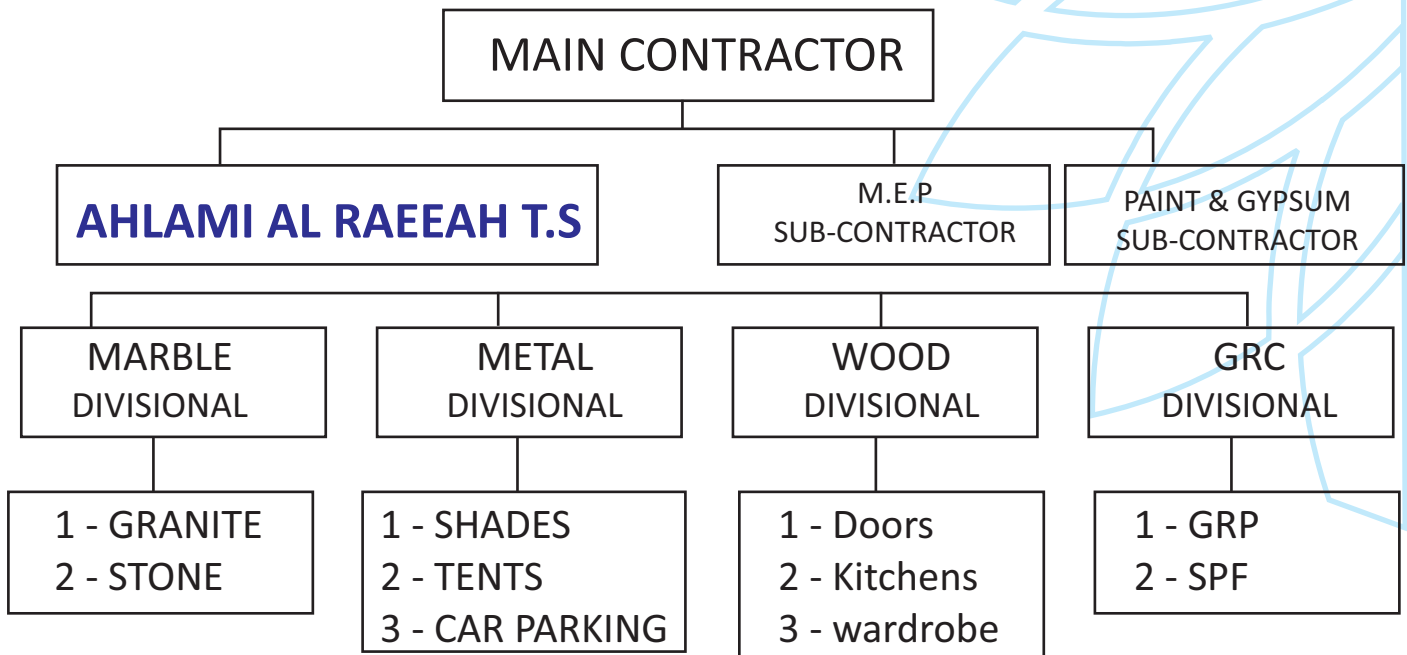 MAIN CONTRACTOR
AHLAMI AL RAEEAH T.S
M.E.P
SUB-CONTRACTOR
PAINT & GYPSUM
SUB-CONTRACTOR
MARBLE
DIVISIONAL
METAL
DIVISIONAL
WOOD
DIVISIONAL
GRC
DIVISIONAL
1 - GRANITE
2 - STONE
1 - SHADES
2 - TENTS
3 - CAR PARKING
1 - Doors
2 - Kitchens
3 - wardrobe
1 - GRP
2 - SPF